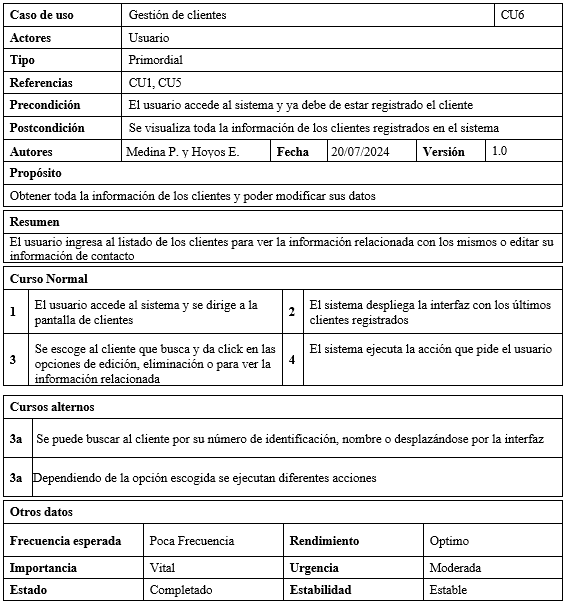 Caso de uso Gestión de clientes CU6
Actores Usuario
Tipo Primordial
Referencias CU1, CU5
Precondición El usuario accede al sistema y ya debe de estar registrado el cliente
Postcondición Se visualiza toda la información de los clientes registrados en el sistema
Autores Medina P. y Hoyos E. Fecha 20/07/2024 Versión 1.0
Propósito
Obtener toda la información de los clientes y poder modificar sus datos
Resumen
El usuario ingresa al listado de los clientes para ver la información relacionada con los mismos o editar su
información de contacto
Curso Normal
1 El usuario accede al sistema y se dirige a la
pantalla de clientes
2 El sistema despliega la interfaz con los últimos
clientes registrados
3 Se escoge al cliente que busca y da click en las
opciones de edición, eliminación o para ver la
información relacionada
4 El sistema ejecuta la acción que pide el usuario
Cursos alternos
3a Se puede buscar al cliente por su número de identificación, nombre o desplazándose por la interfaz
3a Dependiendo de la opción escogida se ejecutan diferentes acciones
Otros datos
Frecuencia esperada Poca Frecuencia Rendimiento Optimo
Importancia Vital Urgencia Moderada
Estado Completado Estabilidad Estable